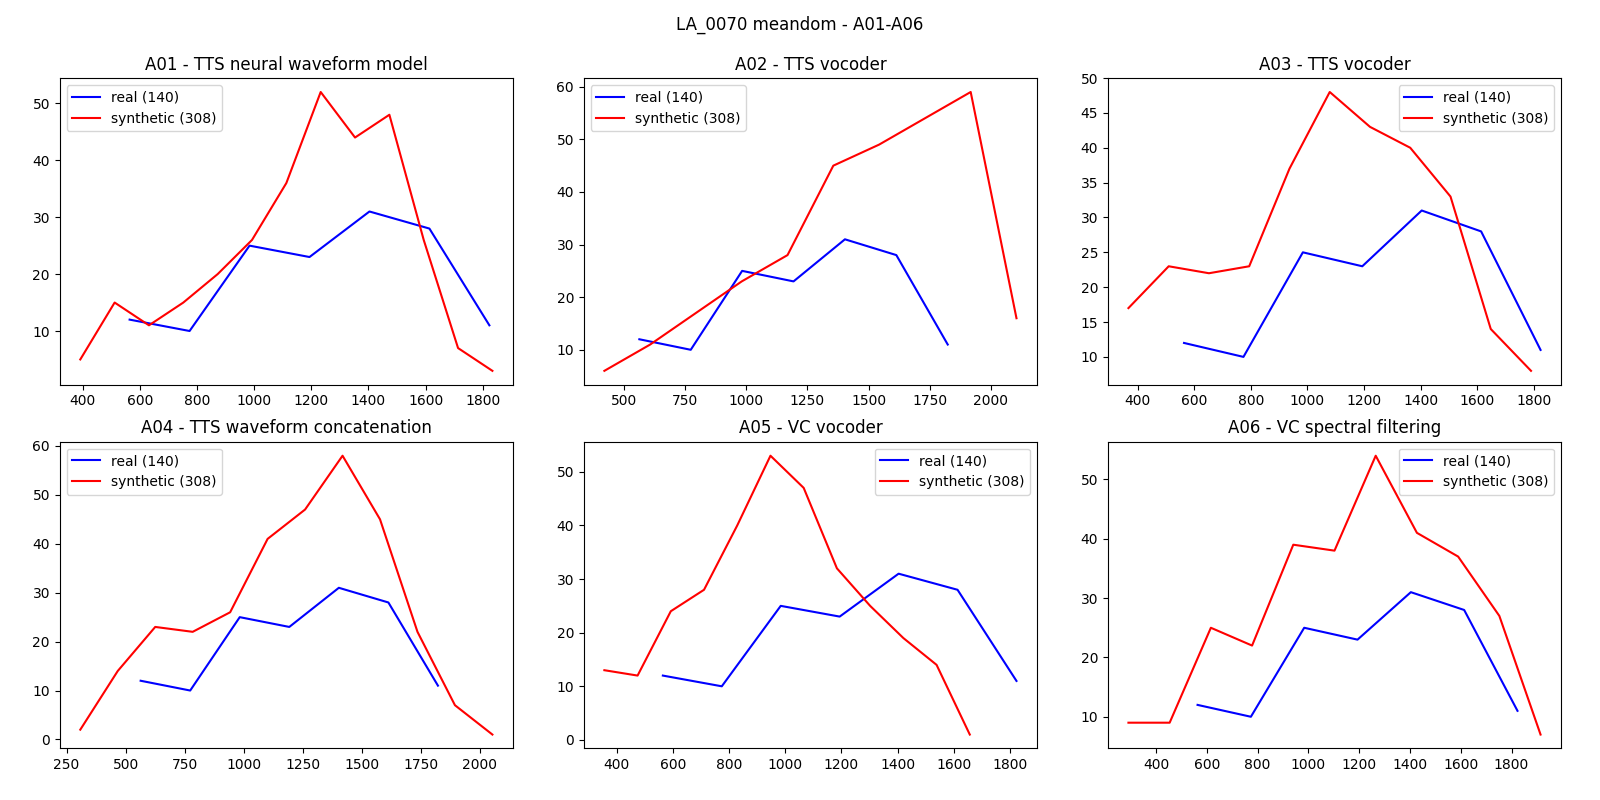 LA_0070 meandom - A01-A06
A01 - TTS neural waveform model
real (140)
synthetic (308)
50
40
30
20
10
400 600 800 1000 1200 1400 1600 1800
A02 - TTS vocoder
real (140)
synthetic (308)
60
50
40
30
20
10
500 750 1000 1250 1500 1750 2000
A03 - TTS vocoder
real (140)
synthetic (308)
50
45
40
35
30
25
20
15
10
400 600 800 1000 1200 1400 1600 1800
A04 - TTS waveform concatenation
real (140)
synthetic (308)
60
50
40
30
20
10
0
250 500 750 1000 1250 1500 1750 2000
A05 - VC vocoder
real (140)
synthetic (308)
50
40
30
20
10
0
400 600 800 1000 1200 1400 1600 1800
A06 - VC spectral filtering
real (140)
synthetic (308)
50
40
30
20
10
400 600 800 1000 1200 1400 1600 1800